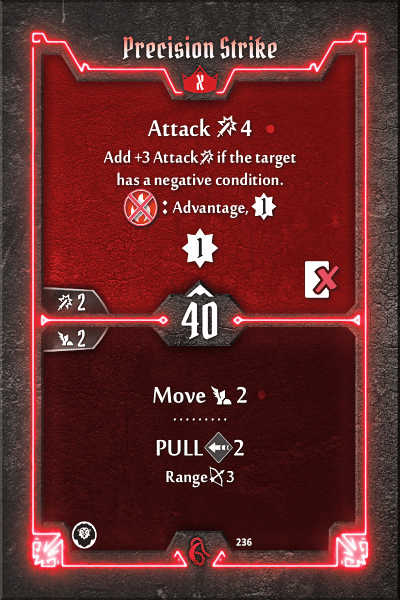 Precision Strike
X
Attack 4
Add +3 Attack if the target
has a negative condition.
: Advantage, 1
1
2
40
2
Move 2
PULL 2
Range 3
236